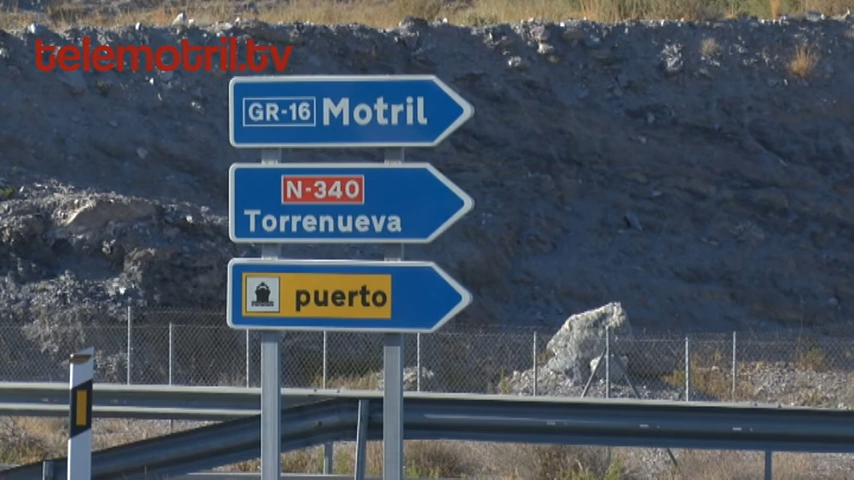 telemotril.tv
GR-16 Motril
N-340
Torrenueva
puerto